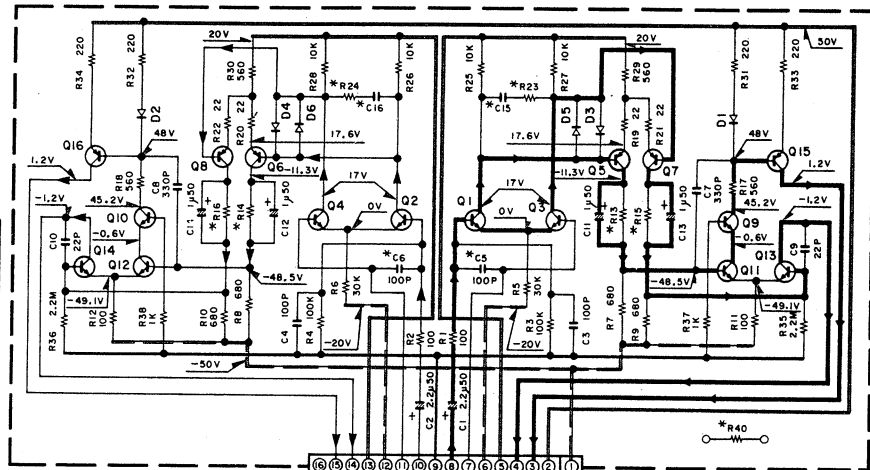 20V
20V
50V
R34
220
R32
220
R30
560
10K
R28
10K
R26
*R24
*C16
10K
R25
*R23
*C15
10K
R27
R29
560
220
R31
220
R33
D2
22
R22
22
R20
D4
D6
D5
D3
22
R19
22
R21
D1
Q16
48V
17.6V
17.6V
48V
Q15
1.2V
Q8
Q6
-11.3V
-11.3V
Q5
Q7
1.2V
R18
560
C8
330P
17V
17V
C7
330P
R17
560
-1.2V
45.2V
1μ50
*R16
*R14
1μ50
C12
Q4
Q2
Q1
Q3
1μ50
C11
*R13
*R15
1μ50
C13
45.2V
-1.2V
Q10
0V
0V
Q9
C10
22P
-0.6V
-0.6V
C9
22P
Q14
Q12
*C6
100P
*C5
100P
Q11
Q13
-48.5V
-48.5V
-49.1V
-49.1V
2.2M
R36
R12
100
R38
1K
R10
680
R8
680
C4
100P
R4
100K
R6
30K
R2
100
R1
100
R5
30K
R3
100K
C3
100P
R7
680
R9
680
R37
1K
R11
100
R35
2.2M
-20V
-20V
-50V
C2
2.2μ50
C1
2.2μ50
*R40
16 15 14 13 12 11 10 9 8 7 6 5 4 3 2 1